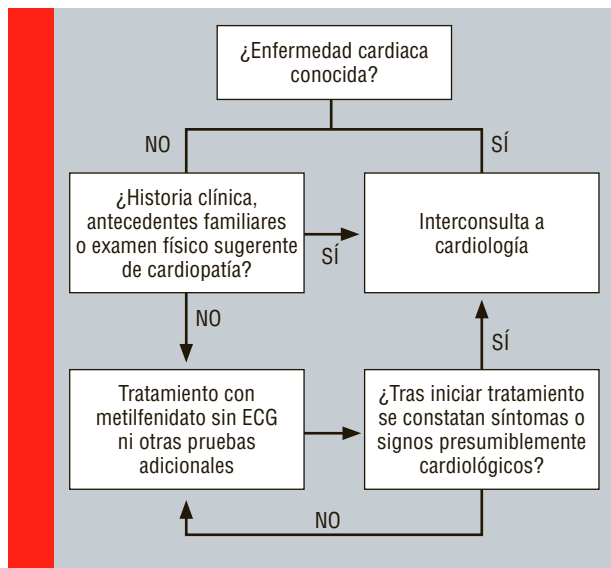 ¿Enfermedad cardiaca
conocida?
NO
SÍ
¿Historia clínica,
antecedentes familiares
o examen físico sugerente
de cardiopatía?
SÍ
Interconsulta a
cardiología
NO
SÍ
Tratamiento con
metilfenidato sin ECG
ni otras pruebas
adicionales
¿Tras iniciar tratamiento
se constatan síntomas o
signos presumiblemente
cardiológicos?
NO